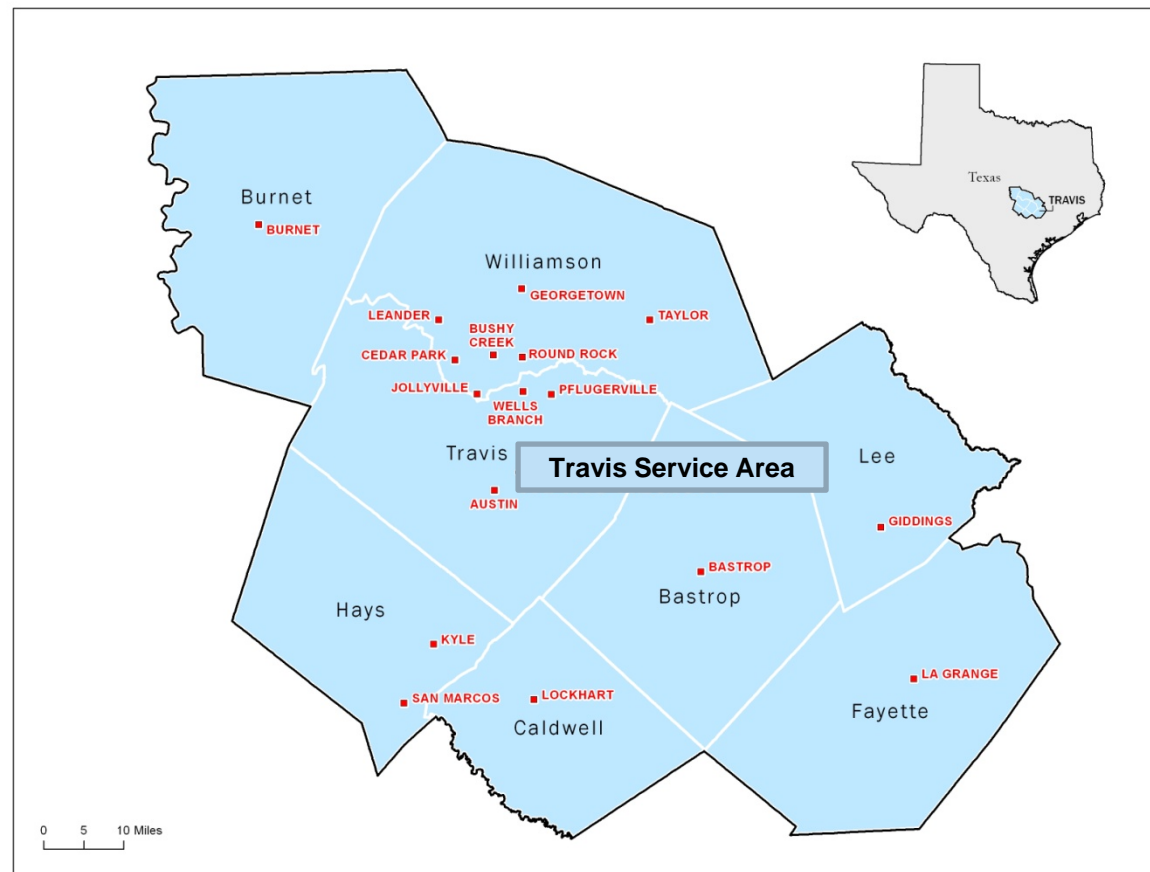 Burnet
BURNET
Texas
TRAVIS
Williamson
GEORGETOWN
LEANDER
TAYLOR
BUSHY
CREEK
CEDAR PARK
ROUND ROCK
JOLLYVILLE
WELLS
BRANCH
PFLUGERVILLE
Travis
Travis Service Area
Lee
AUSTIN
GIDDINGS
BASTROP
Bastrop
Hays
KYLE
SAN MARCOS
LOCKHART
LA GRANGE
Caldwell
Fayette
0 5 10 Miles